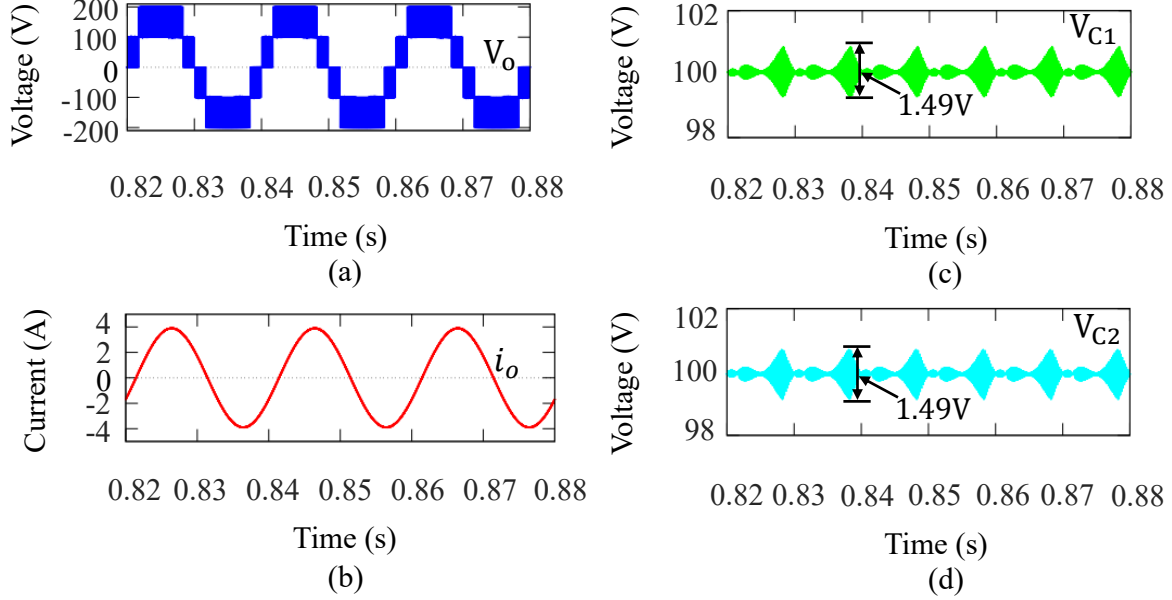 Voltage (V)
200
100
0
-100
-200
V_o
0.82 0.83 0.84 0.85 0.86 0.87 0.88
Time (s)
(a)
Voltage (V)
102
100
98
V_C1
1.49V
0.82 0.83 0.84 0.85 0.86 0.87 0.88
Time (s)
(c)
Current (A)
4
2
0
-2
-4
i_o
0.82 0.83 0.84 0.85 0.86 0.87 0.88
Time (s)
(b)
Voltage (V)
102
100
98
V_C2
1.49V
0.82 0.83 0.84 0.85 0.86 0.87 0.88
Time (s)
(d)